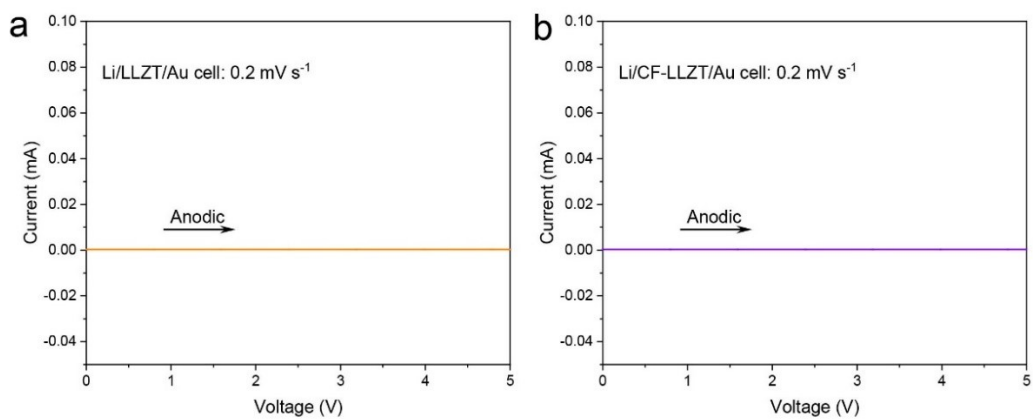 a
Li/LLZT/Au cell: 0.2 mV s⁻¹
Anodic
Current (mA)
0.10
0.08
0.06
0.04
0.02
0.00
-0.02
-0.04
0 1 2 3 4 5
Voltage (V)
b
Li/CF-LLZT/Au cell: 0.2 mV s⁻¹
Anodic
Current (mA)
0.10
0.08
0.06
0.04
0.02
0.00
-0.02
-0.04
0 1 2 3 4 5
Voltage (V)